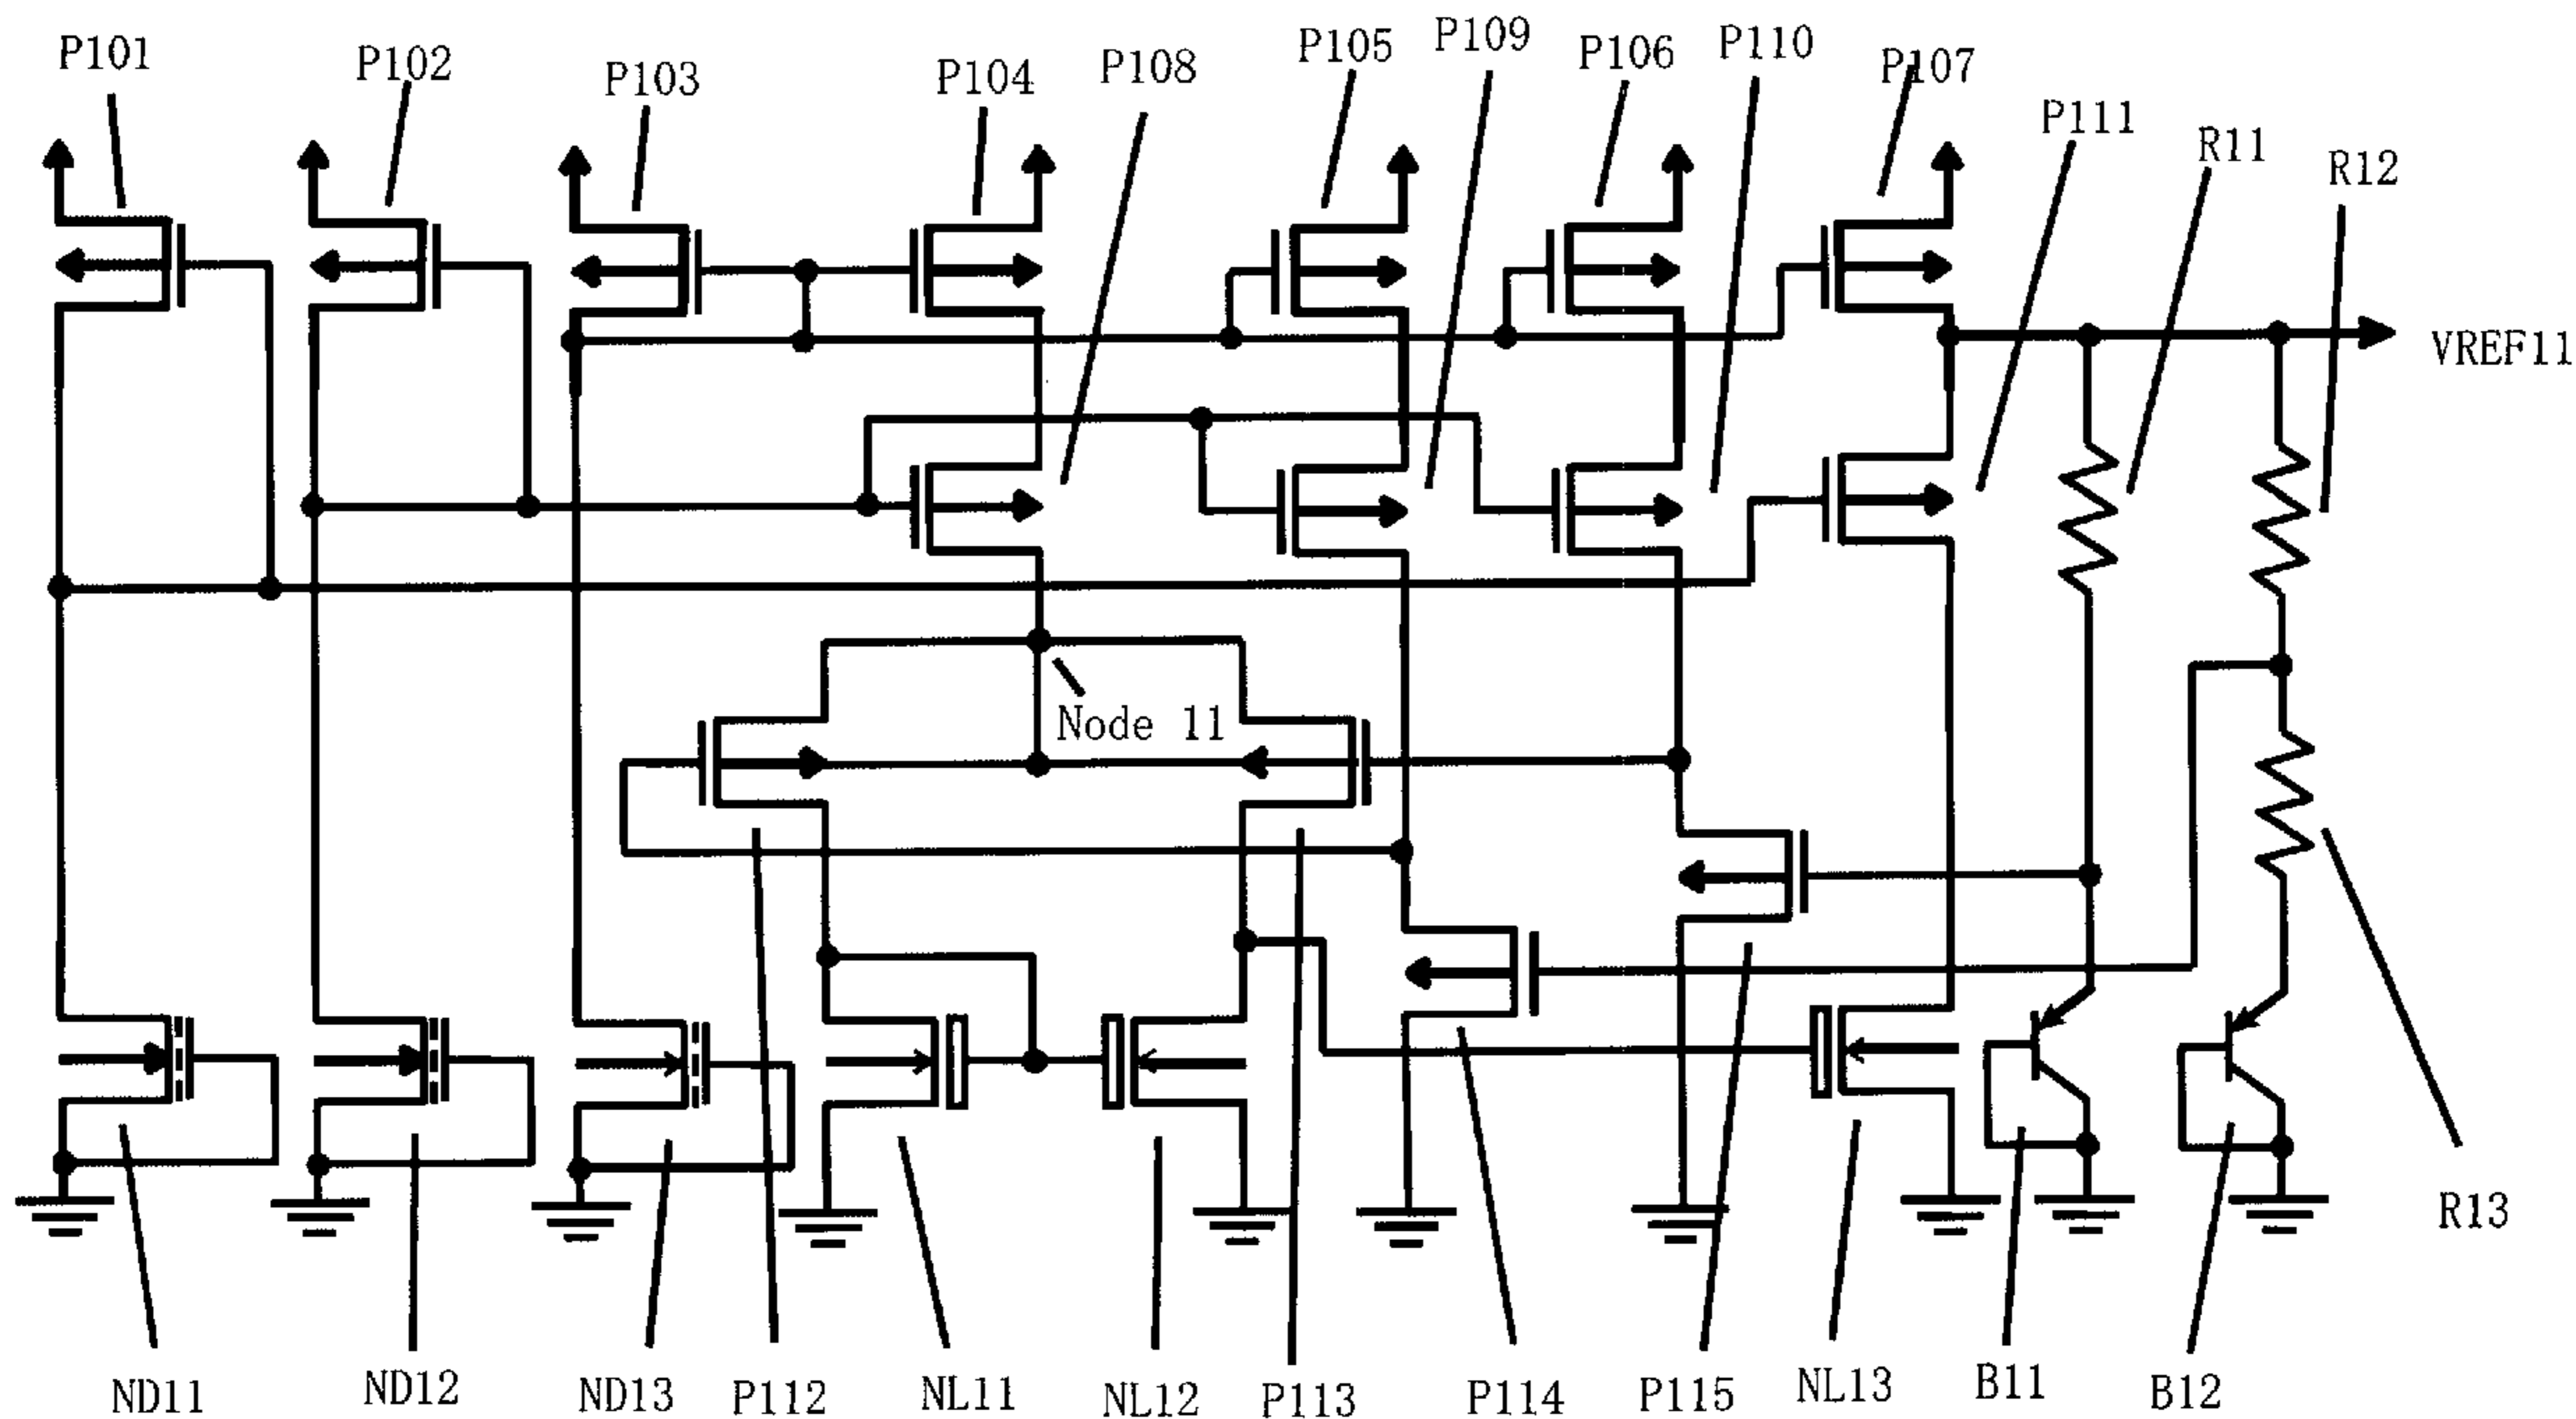 P101
P102
P103
P104
P108
P105
P109
P106
P110
P107
P111
R11
R12
VREF11
Node 11
R13
ND11
ND12
ND13
P112
NL11
NL12
P113
P114
P115
NL13
B11
B12